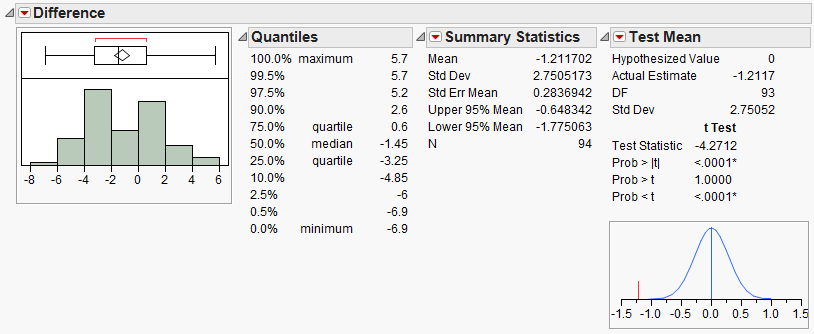 Difference
-8 -6 -4 -2 0 2 4 6
Quantiles
100.0% maximum 5.7
99.5% 5.7
97.5% 5.2
90.0% 2.6
75.0% quartile 0.6
50.0% median -1.45
25.0% quartile -3.25
10.0% -4.85
2.5% -6
0.5% -6.9
0.0% minimum -6.9
Summary Statistics
Mean -1.211702
Std Dev 2.7505173
Std Err Mean 0.2836942
Upper 95% Mean -0.648342
Lower 95% Mean -1.775063
N 94
Test Mean
Hypothesized Value 0
Actual Estimate -1.2117
DF 93
Std Dev 2.75052
t Test
Test Statistic -4.2712
Prob > |t| <.0001*
Prob > t 1.0000
Prob < t <.0001*
-1.5 -1.0 -0.5 0.0 0.5 1.0 1.5